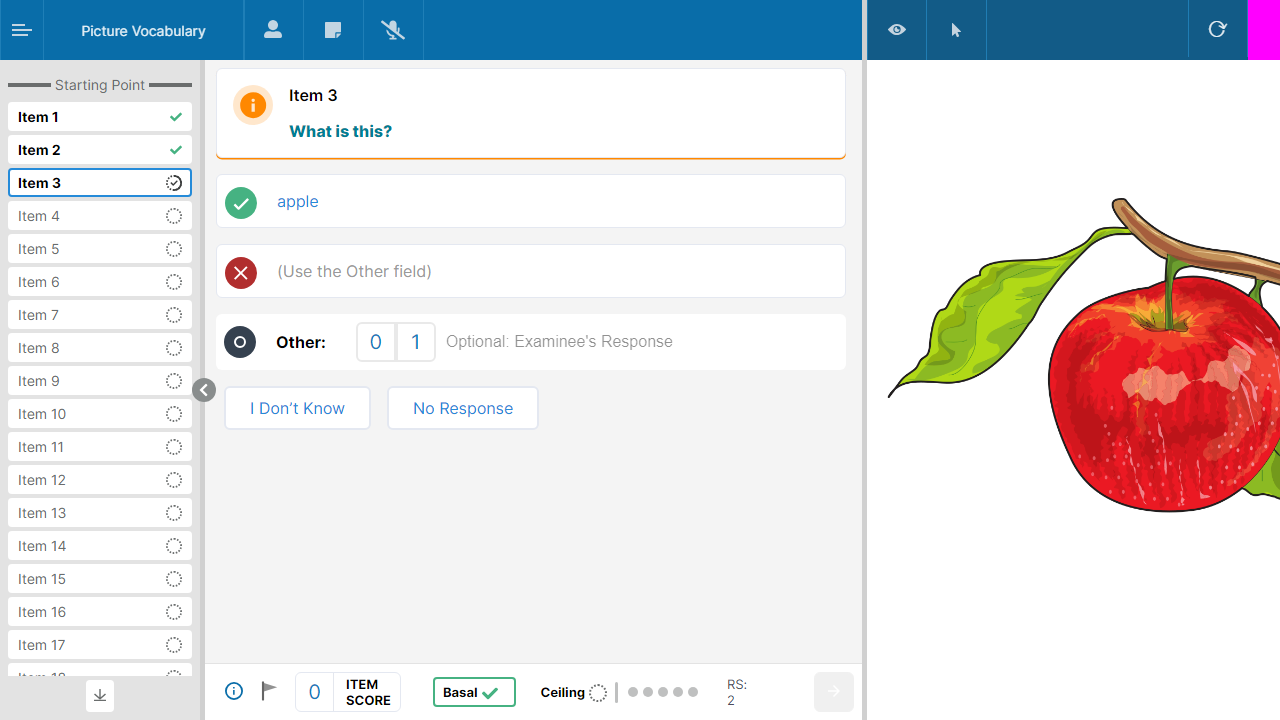 Picture Vocabulary
Starting Point
Item 1
Item 2
Item 3
Item 4
Item 5
Item 6
Item 7
Item 8
Item 9
Item 10
Item 11
Item 12
Item 13
Item 14
Item 15
Item 16
Item 17
Item 18
Item 3
What is this?
apple
(Use the Other field)
Other: 0 1 Optional: Examinee's Response
I Don’t Know No Response
0 ITEM SCORE
Basal
Ceiling
RS:
2